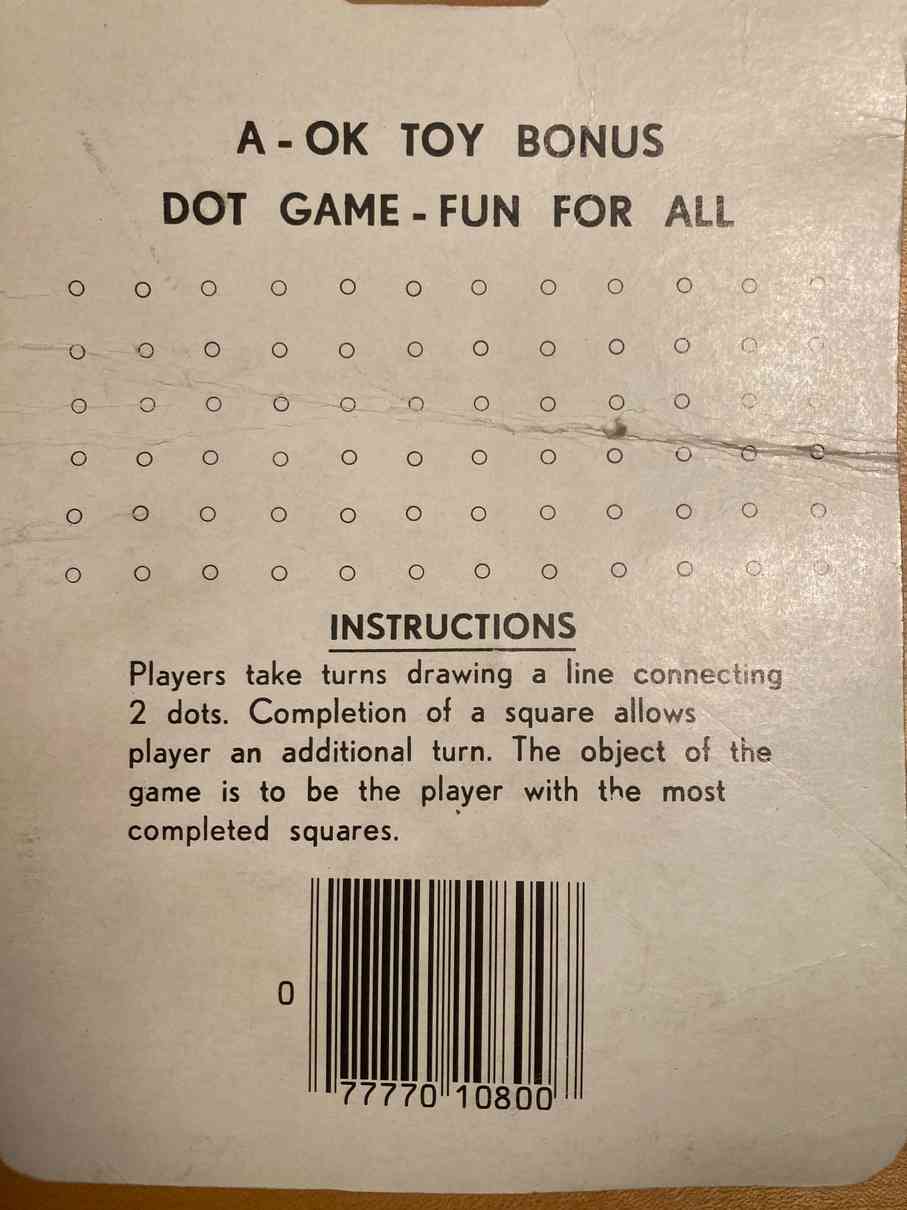 A-OK TOY BONUS
DOT GAME-FUN FOR ALL
INSTRUCTIONS
Players take turns drawing a line connecting
2 dots. Completion of a square allows
player an additional turn. The object of the
game is to be the player with the most
completed squares.
0 77770 10800